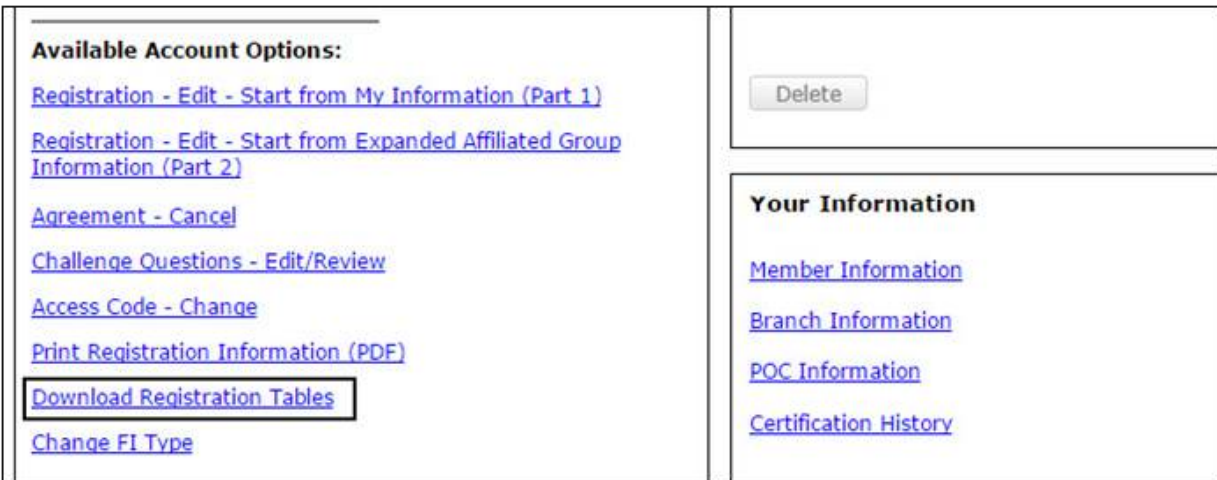 Available Account Options:
Registration - Edit - Start from My Information (Part 1)
Registration - Edit - Start from Expanded Affiliated Group
Information (Part 2)
Agreement - Cancel
Challenge Questions - Edit/Review
Access Code - Change
Print Registration Information (PDF)
Download Registration Tables
Change FI Type
Delete
Your Information
Member Information
Branch Information
POC Information
Certification History